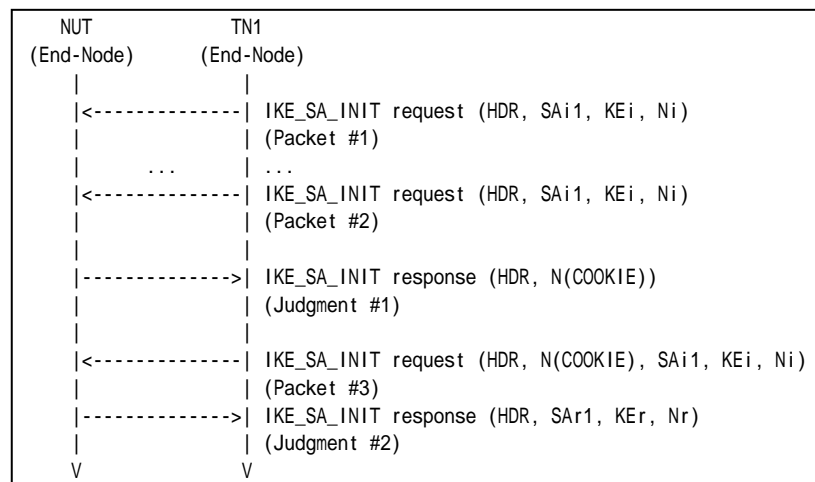 NUT TN1
(End-Node) (End-Node)
| |
|<--------------| IKE_SA_INIT request (HDR, SAi1, KEi, Ni)
| | (Packet #1)
| ... | ...
|<--------------| IKE_SA_INIT request (HDR, SAi1, KEi, Ni)
| | (Packet #2)
| |
|-------------->| IKE_SA_INIT response (HDR, N(COOKIE))
| | (Judgment #1)
| |
|<--------------| IKE_SA_INIT request (HDR, N(COOKIE), SAi1, KEi, Ni)
| | (Packet #3)
|-------------->| IKE_SA_INIT response (HDR, SAr1, KEr, Nr)
| | (Judgment #2)
V V